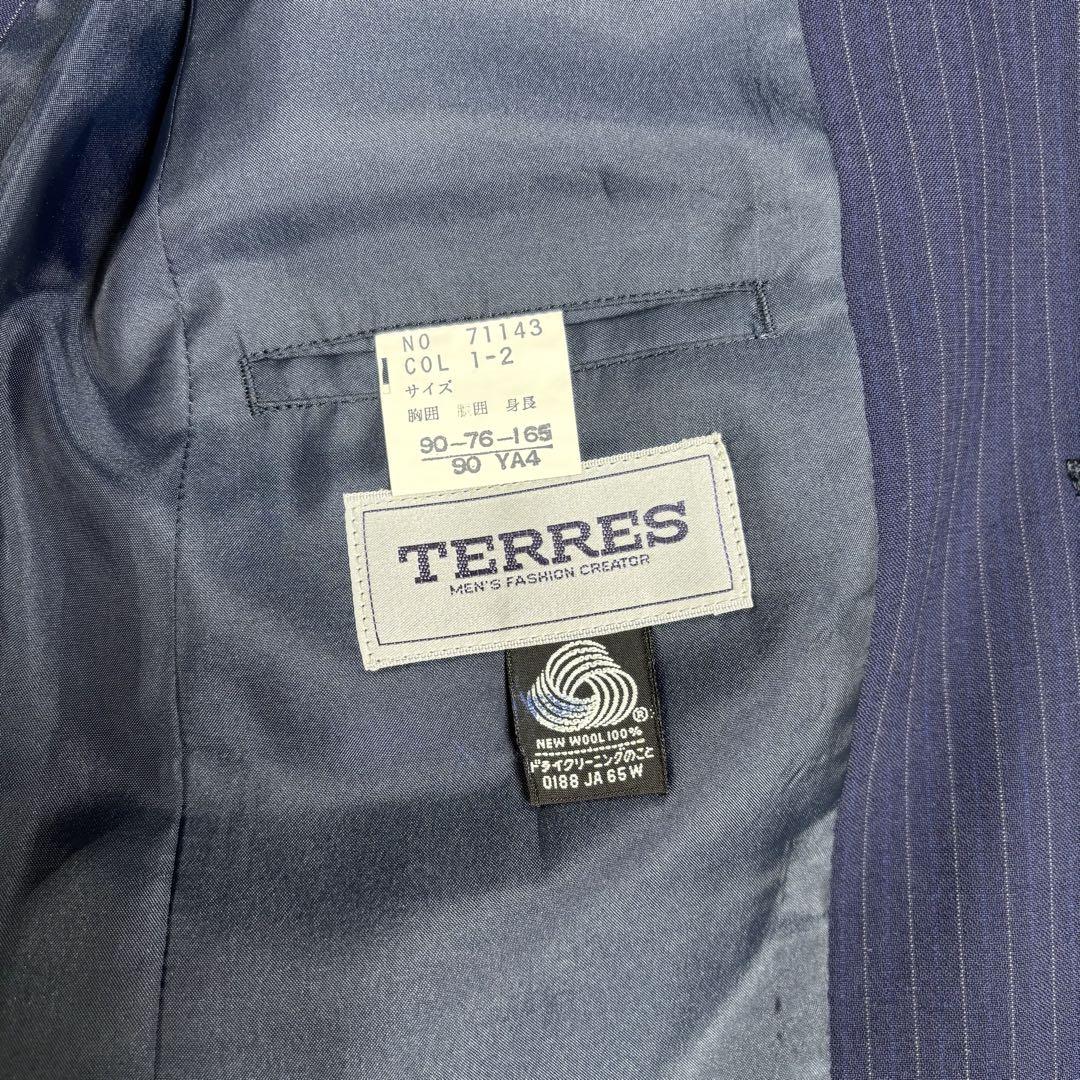 NO 71143
COL 1-2
サイズ
胸囲 胴囲 身長
90-76-165
90 YA4
TERRES
MEN'S FASHION CREATOR
®
NEW WOOL 100%
ドライクリーニングのこと
0188 JA 65 W